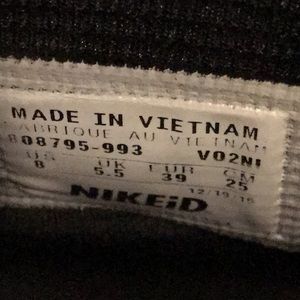 MADE IN VIETNAM
FABRIQUE AU VIETNAM
808795-993 V02NI
US UK EUR CM
8 5.5 39 25
NIKEiD 12/19/16